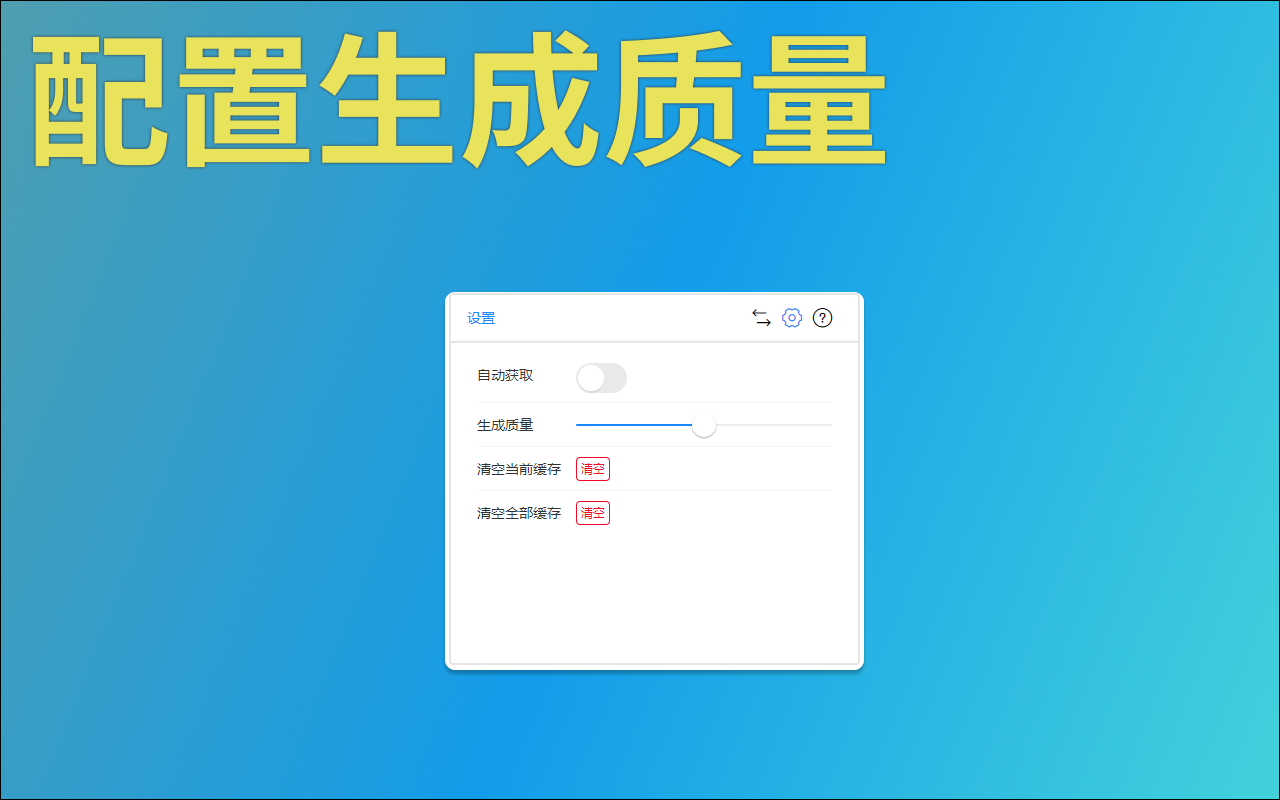 配置生成质量
设置
自动获取
生成质量
清空当前缓存 清空
清空全部缓存 清空